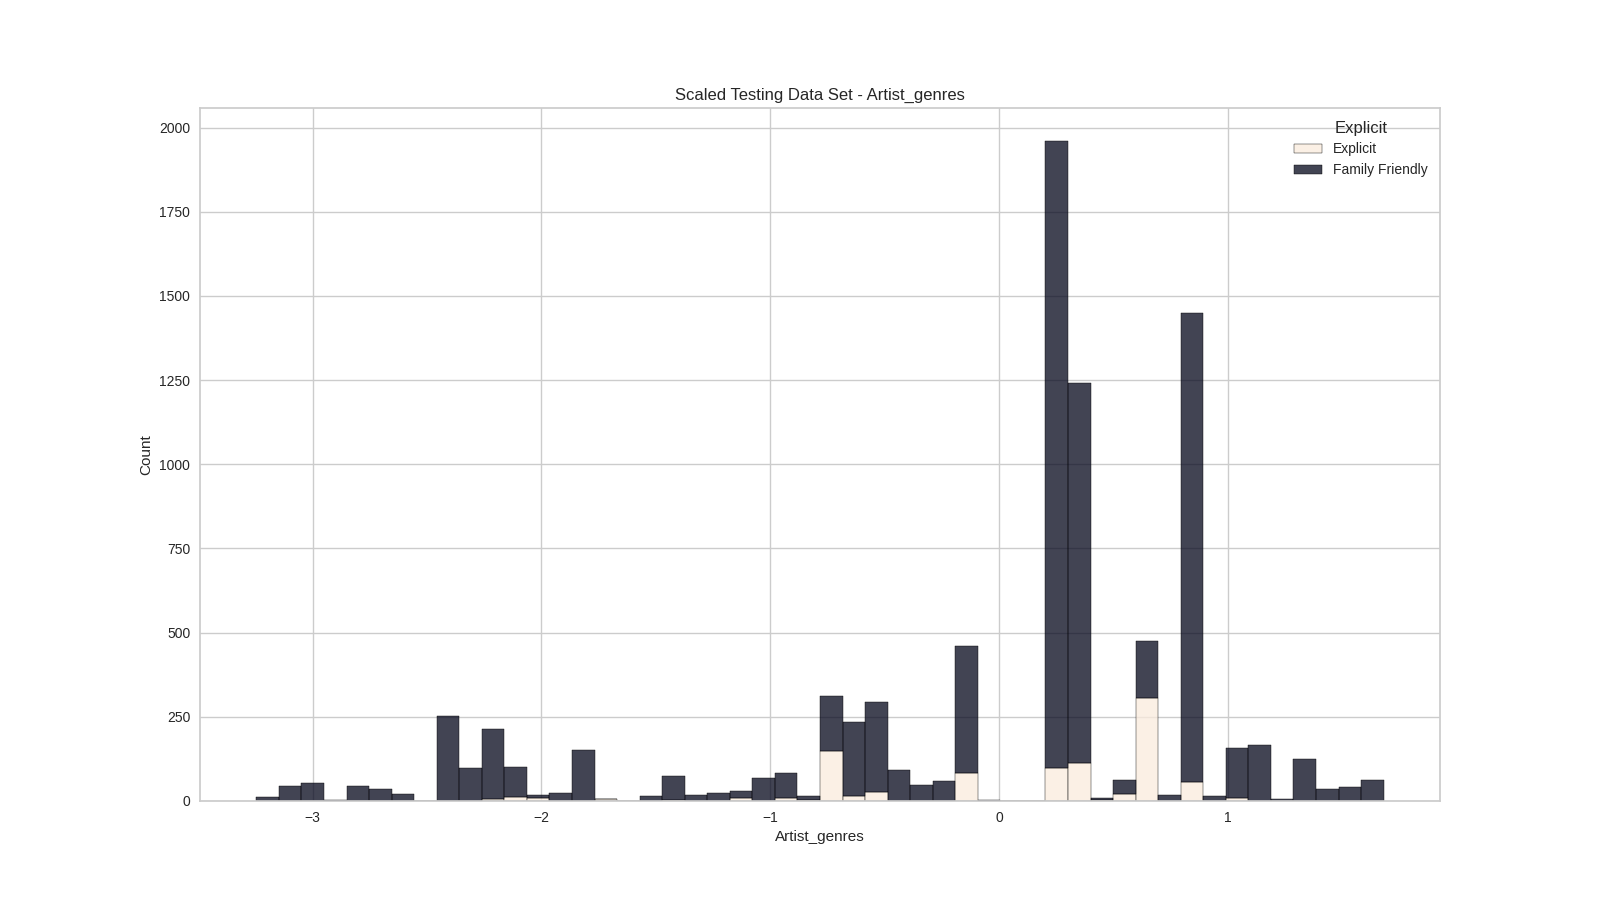 Scaled Testing Data Set - Artist_genres
Explicit
Explicit
Family Friendly
2000
1750
1500
1250
1000
750
500
250
0
Count
−3
−2
−1
0
1
Artist_genres